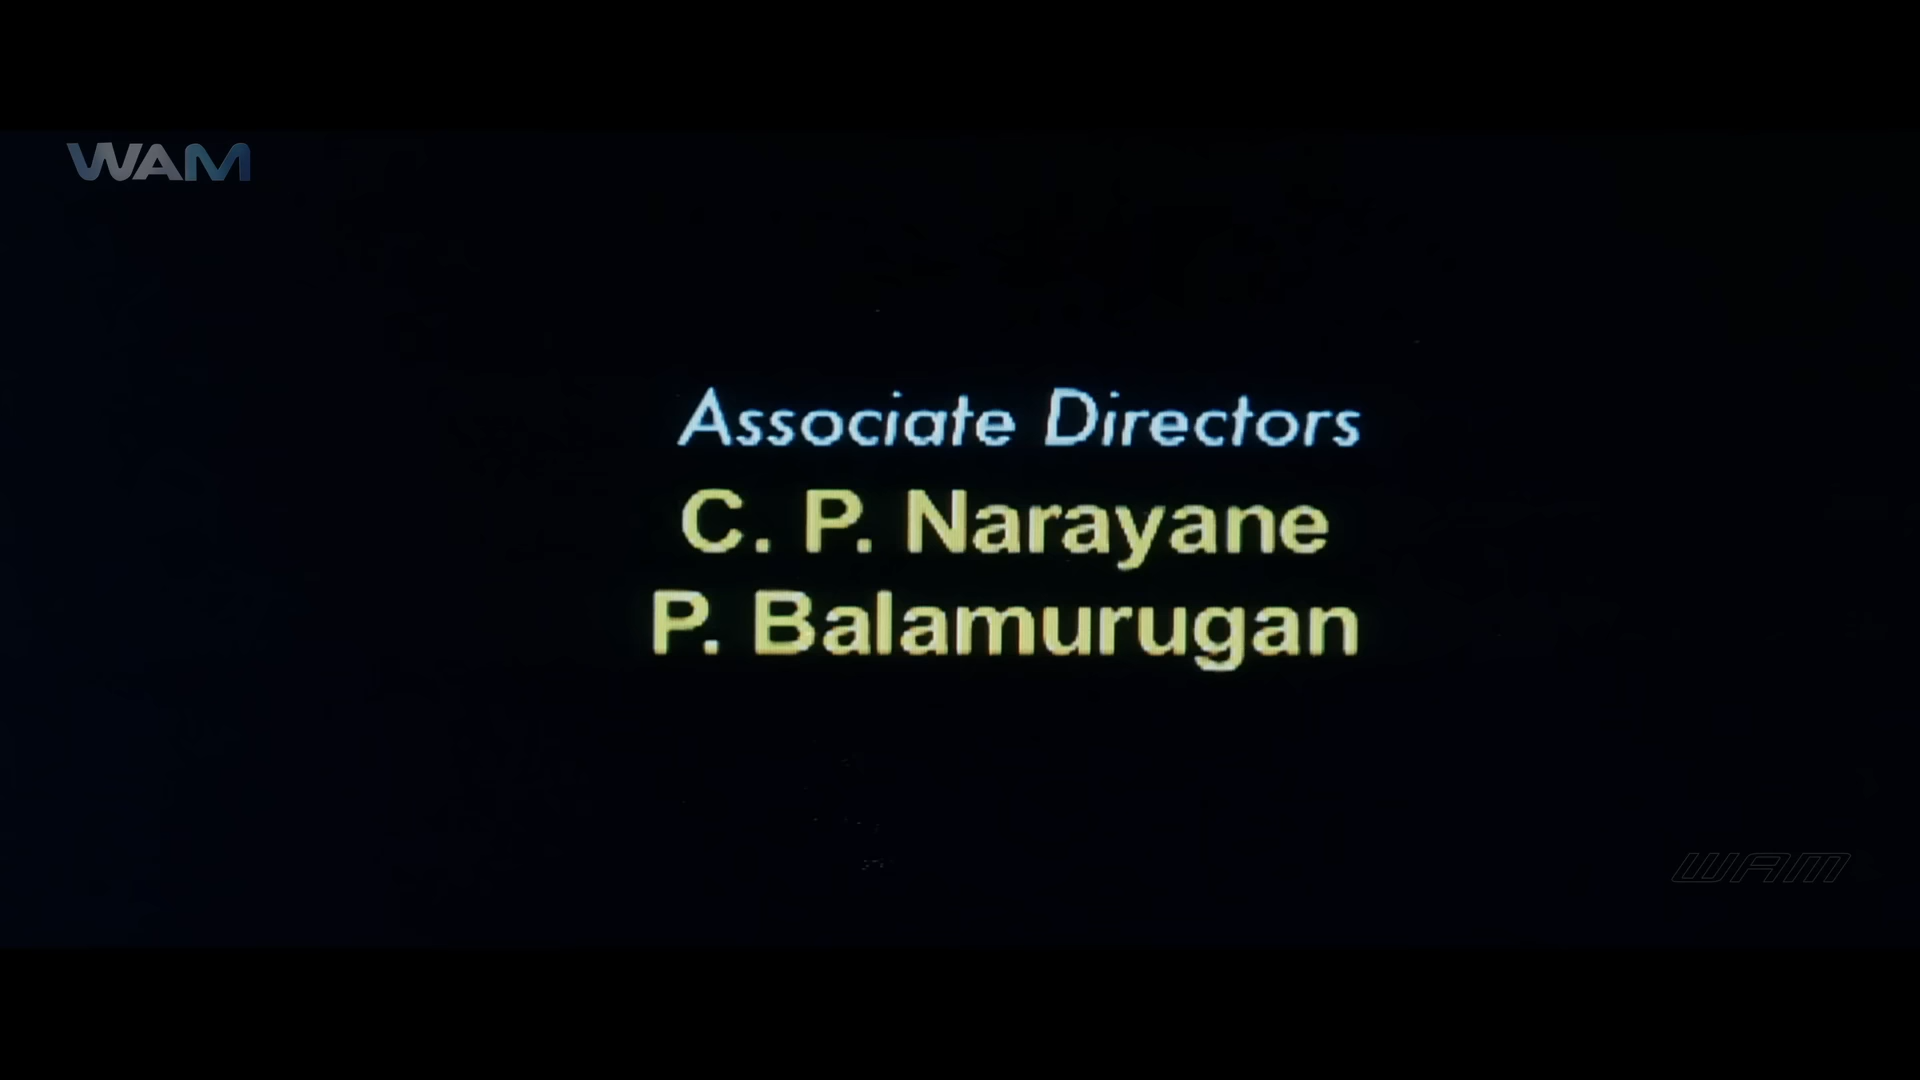 WAM
Associate Directors
C. P. Narayane
P. Balamurugan
WAM